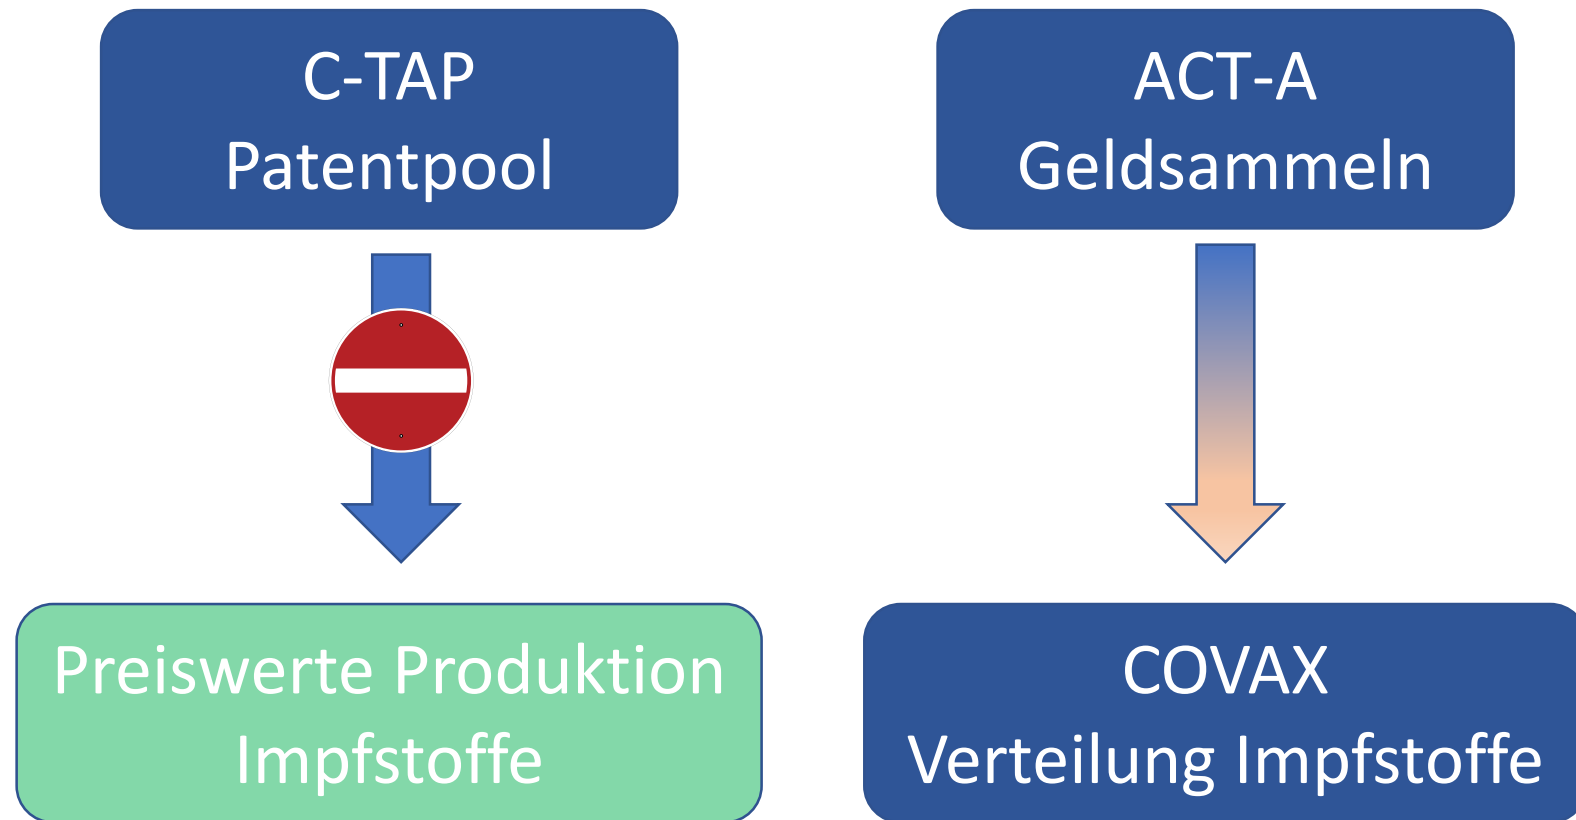 C-TAP
Patentpool
ACT-A
Geldsammeln
Preiswerte Produktion
Impfstoffe
COVAX
Verteilung Impfstoffe